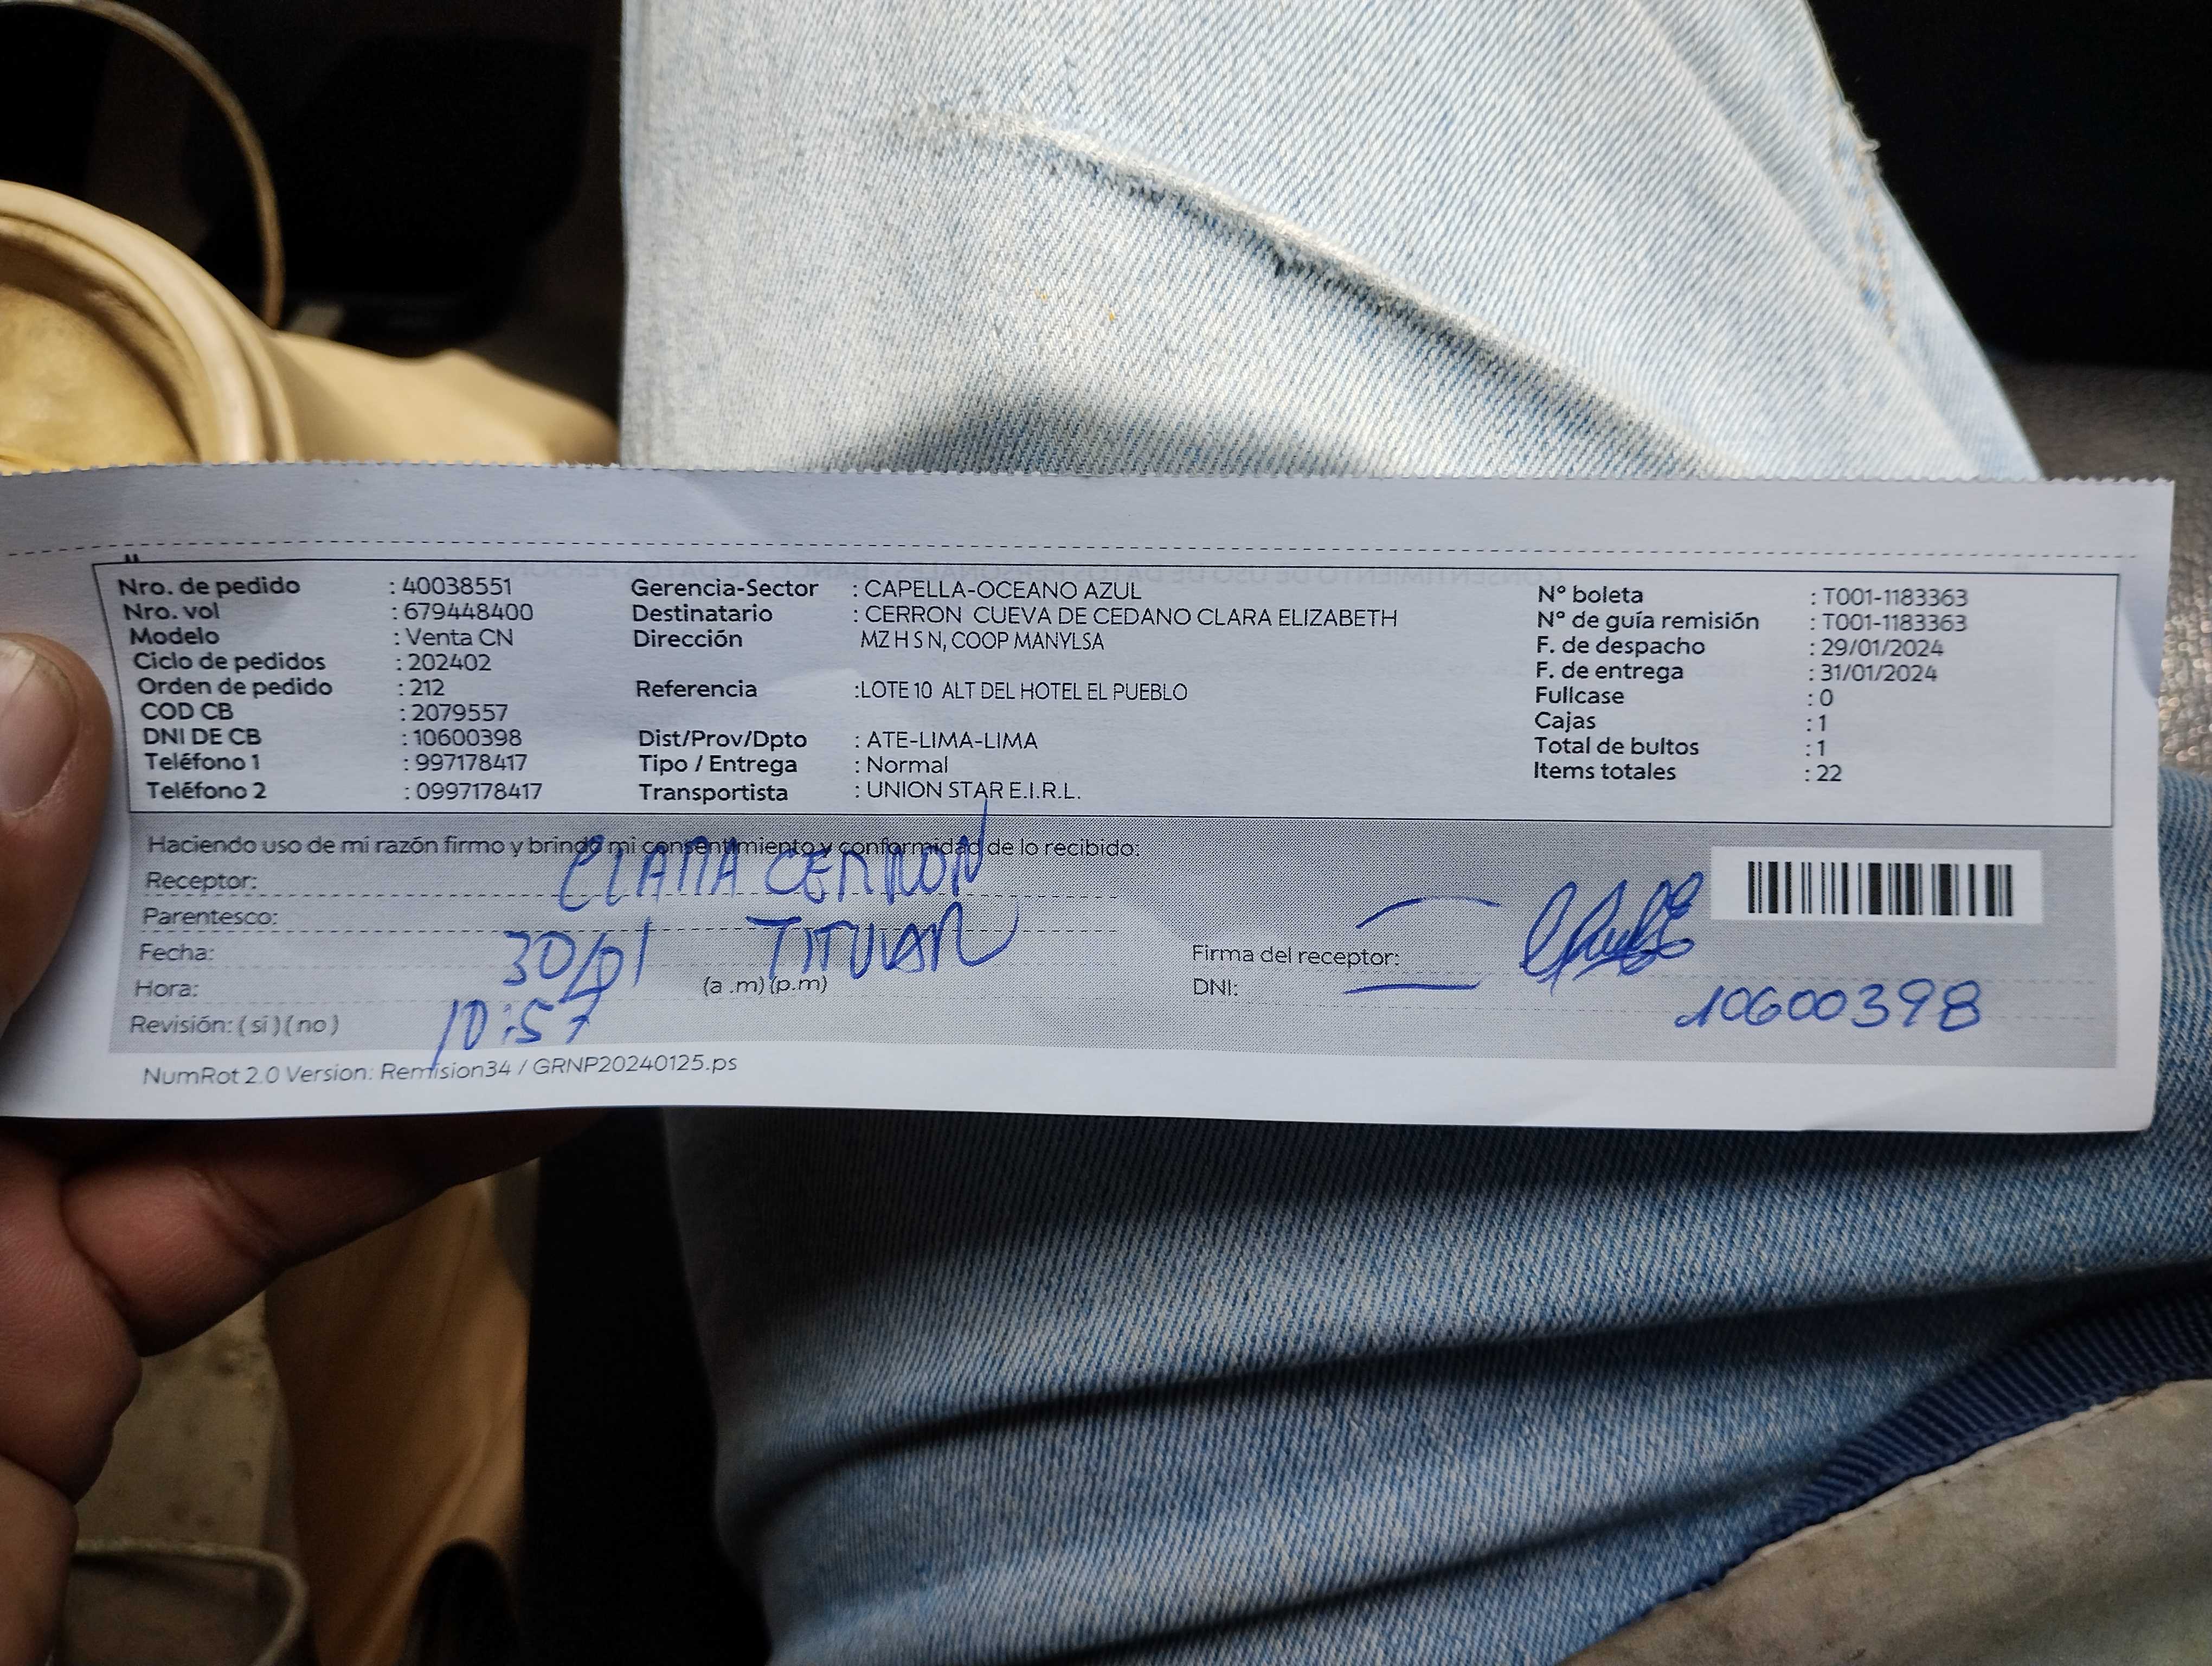 Nro. de pedido : 40038551
Nro. vol : 679448400
Modelo : Venta CN
Ciclo de pedidos : 202402
Orden de pedido : 212
COD CB : 2079557
DNI DE CB : 10600398
Teléfono 1 : 997178417
Teléfono 2 : 0997178417
Gerencia-Sector : CAPELLA-OCEANO AZUL
Destinatario : CERRON CUEVA DE CEDANO CLARA ELIZABETH
Dirección MZ H S N, COOP MANYLSA
Referencia :LOTE 10 ALT DEL HOTEL EL PUEBLO
Dist/Prov/Dpto : ATE-LIMA-LIMA
Tipo / Entrega : Normal
Transportista : UNION STAR E.I.R.L.
N° boleta : T001-1183363
N° de guía remisión : T001-1183363
F. de despacho : 29/01/2024
F. de entrega : 31/01/2024
Fullcase : 0
Cajas : 1
Total de bultos : 1
Items totales : 22
Haciendo uso de mi razón firmo y brindo mi consentimiento y conformidad de lo recibido:
Receptor: CLARA CERRON
Parentesco: TITULAR
Fecha: 30/01
Hora: 10:57 (a .m) (p.m)
Revisión: ( si ) ( no )
Firma del receptor:
DNI: 10600398
NumRot 2.0 Version: Remision34 / GRNP20240125.ps